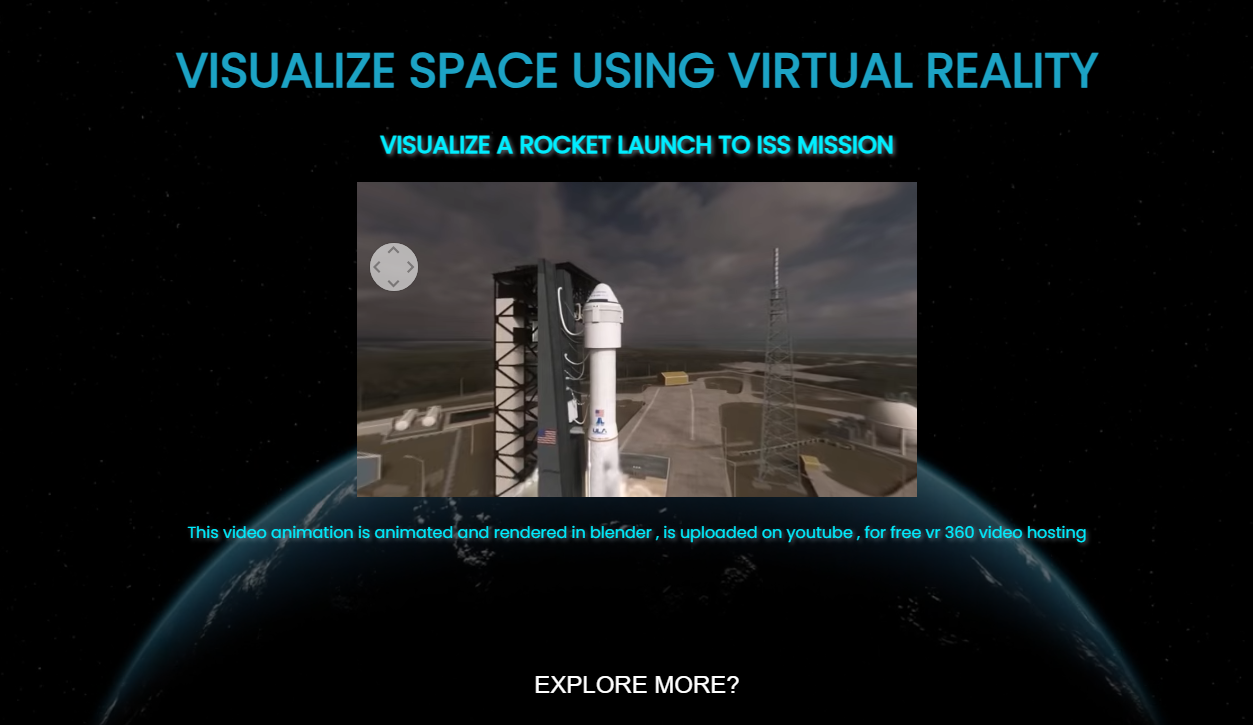 VISUALIZE SPACE USING VIRTUAL REALITY
VISUALIZE A ROCKET LAUNCH TO ISS MISSION
ULA
This video animation is animated and rendered in blender , is uploaded on youtube , for free vr 360 video hosting
EXPLORE MORE?